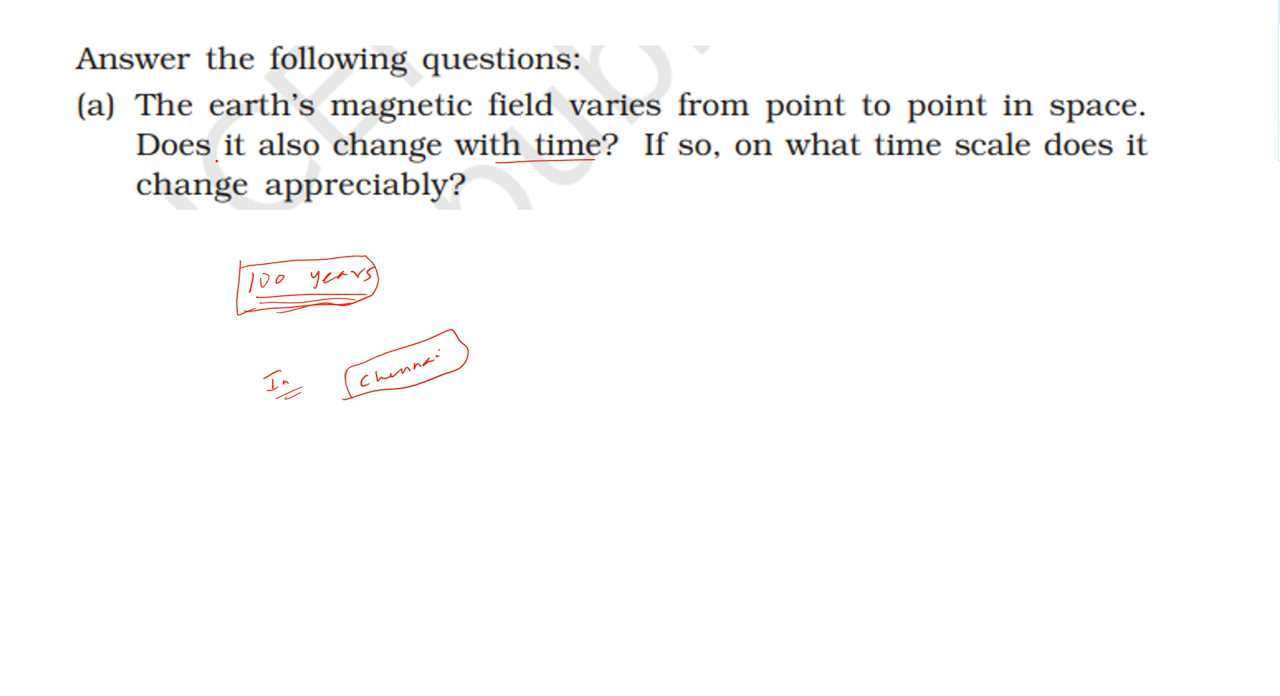 Answer the following questions:
(a) The earth's magnetic field varies from point to point in space.
Does it also change with time? If so, on what time scale does it
change appreciably?
100 years
In Chennai